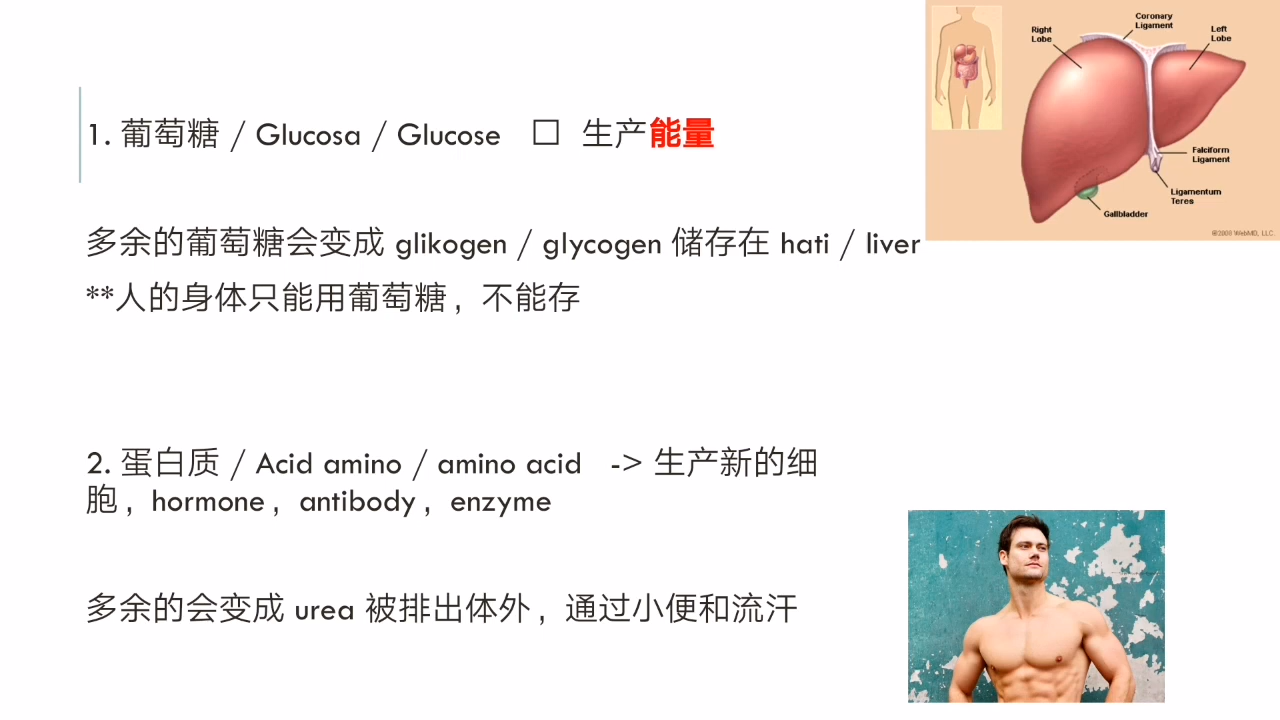 1. 葡萄糖 / Glucosa / Glucose □ 生产能量
多余的葡萄糖会变成 glikogen / glycogen 储存在 hati / liver
**人的身体只能用葡萄糖，不能存
2. 蛋白质 / Acid amino / amino acid -> 生产新的细
胞，hormone，antibody，enzyme
多余的会变成 urea 被排出体外，通过小便和流汗
Coronary
Ligament
Right
Lobe
Left
Lobe
Falciform
Ligament
Ligamentum
Teres
Gallbladder
©2009 WebMD, LLC.